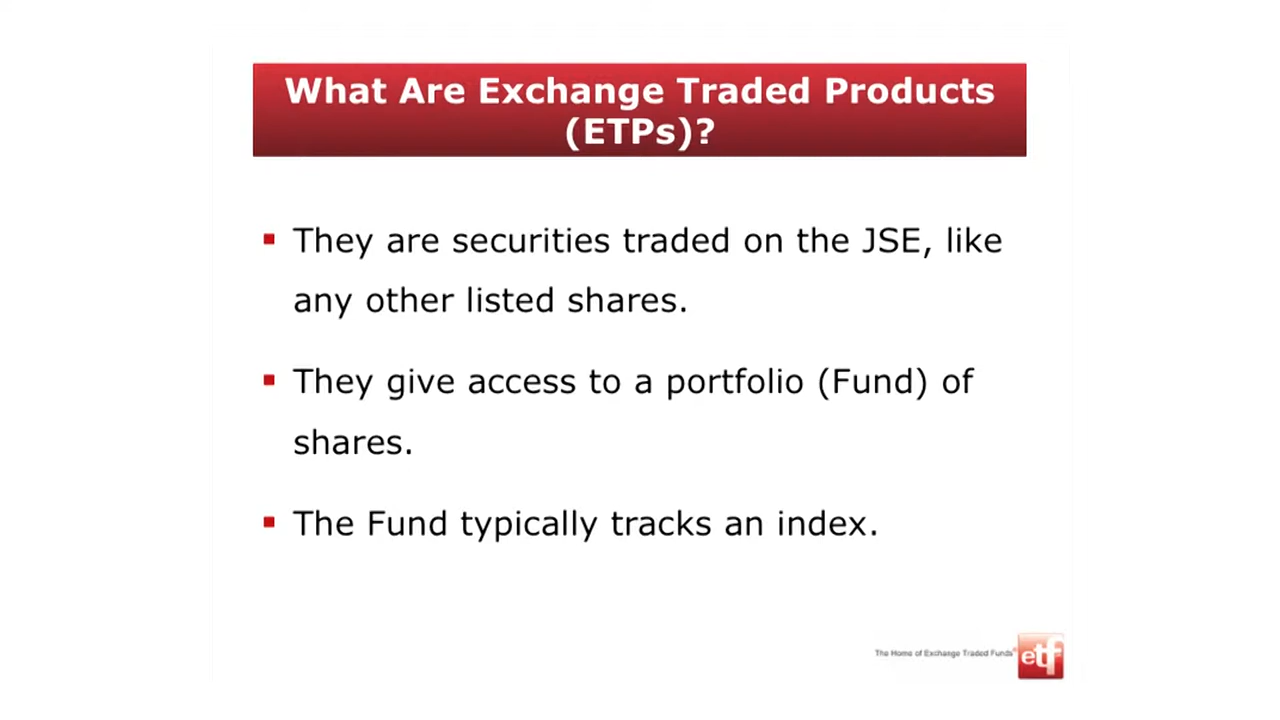 What Are Exchange Traded Products
(ETPs)?
They are securities traded on the JSE, like
any other listed shares.
They give access to a portfolio (Fund) of
shares.
The Fund typically tracks an index.
The Home of Exchange Traded Funds®
etf